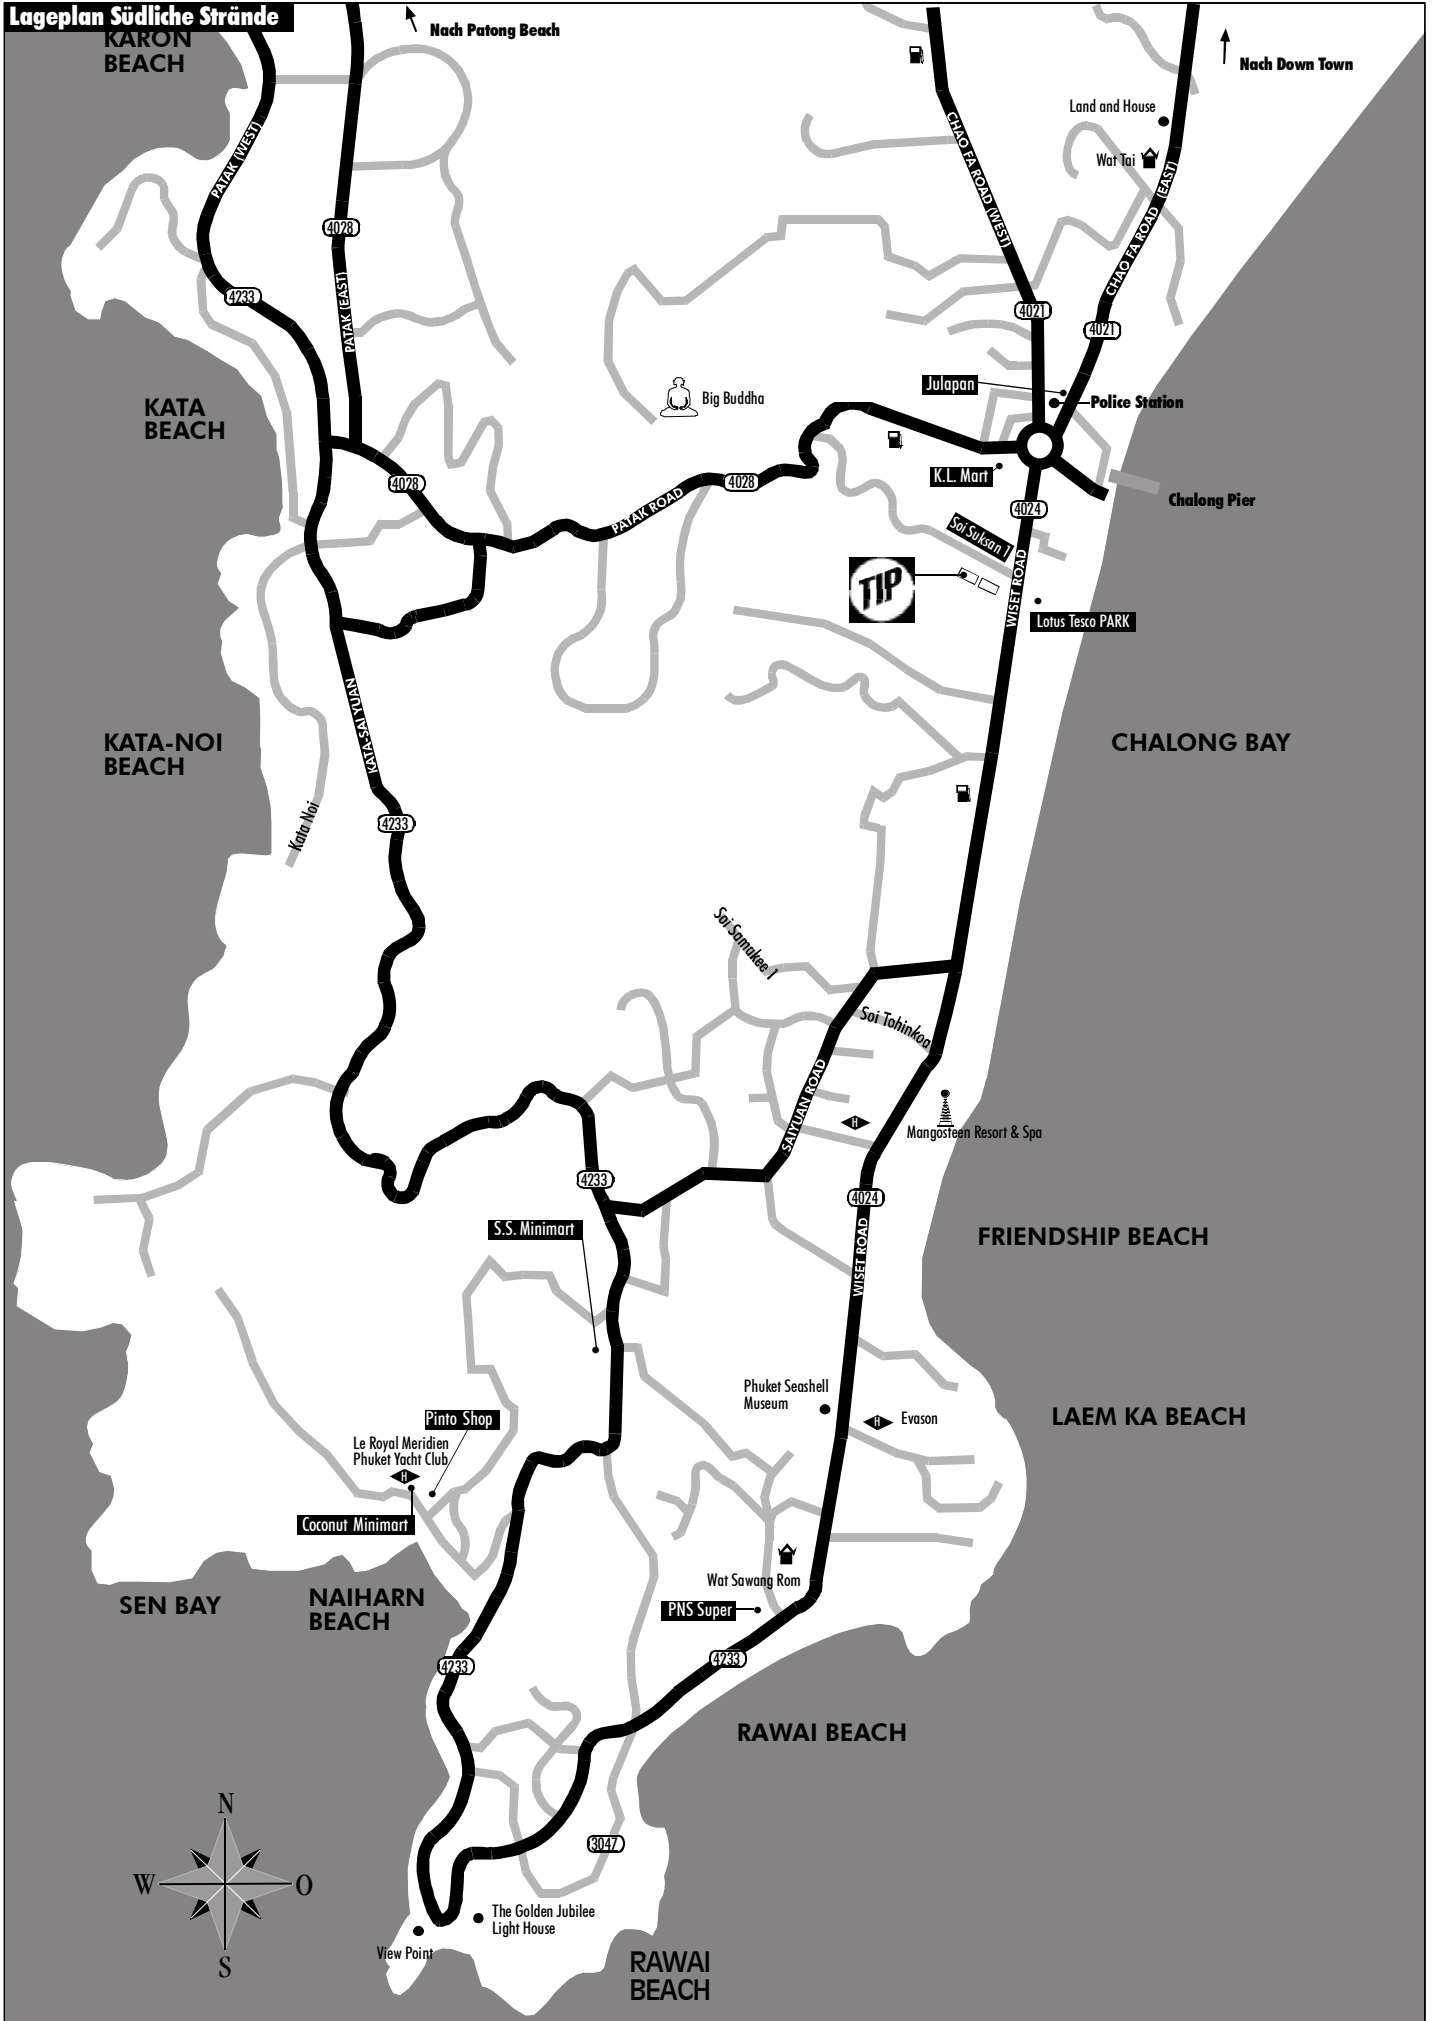 Lageplan Südliche Strände
KARON
BEACH
Nach Patong Beach
Nach Down Town
Land and House
Wat Tai
PATAK (WEST)
CHAO FA ROAD (WEST)
CHAO FA ROAD (EAST)
4028
4233
PATAK (EAST)
4021
4021
Julapan
Police Station
KATA
BEACH
Big Buddha
4028
4028
PATAK ROAD
K.L. Mart
Chalong Pier
4024
Soi Suksan 1
TIP
WISET ROAD
Lotus Tesco PARK
KATA-SAI YUAN
KATA-NOI
BEACH
CHALONG BAY
Kata Noi
4233
Soi Samakee 1
Soi Tohinkoa
SAIYUAN ROAD
H
Mangosteen Resort & Spa
4233
4024
S.S. Minimart
WISET ROAD
FRIENDSHIP BEACH
Phuket Seashell
Museum
H
Evason
LAEM KA BEACH
Pinto Shop
Le Royal Meridien
Phuket Yacht Club
H
Coconut Minimart
Wat Sawang Rom
SEN BAY
NAIHARN
BEACH
PNS Super
4233
4233
RAWAI BEACH
N
W
O
S
3047
The Golden Jubilee
Light House
View Point
RAWAI
BEACH